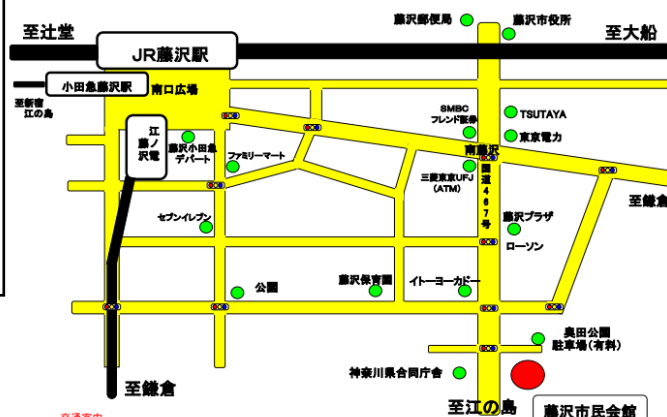 藤沢郵便局
藤沢市役所
至辻堂
JR藤沢駅
至大船
小田急藤沢駅
南口広場
至新宿
江の島
SMBC
フレンド証券
TSUTAYA
東京電力
江ノ電
藤沢
藤沢小田急
デパート
ファミリーマート
南藤沢
三菱東京UFJ
(ATM)
国道467号
至鎌倉
セブンイレブン
藤沢プラザ
ローソン
公園
藤沢保育園
イトーヨーカドー
奥田公園
駐車場(有料)
神奈川県合同庁舎
至鎌倉
至江の島
藤沢市民会館